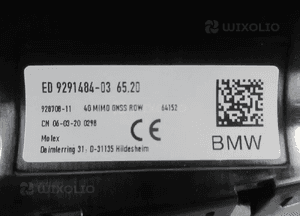 WIXOLIO
ED 9291484-03 65.20
928708-11 4G MIMO GNSS ROW 64152
CN 06-03-20 0298
Molex
Daimlerring 31; D-31135 Hildesheim
CE
BMW
WIXOLIO